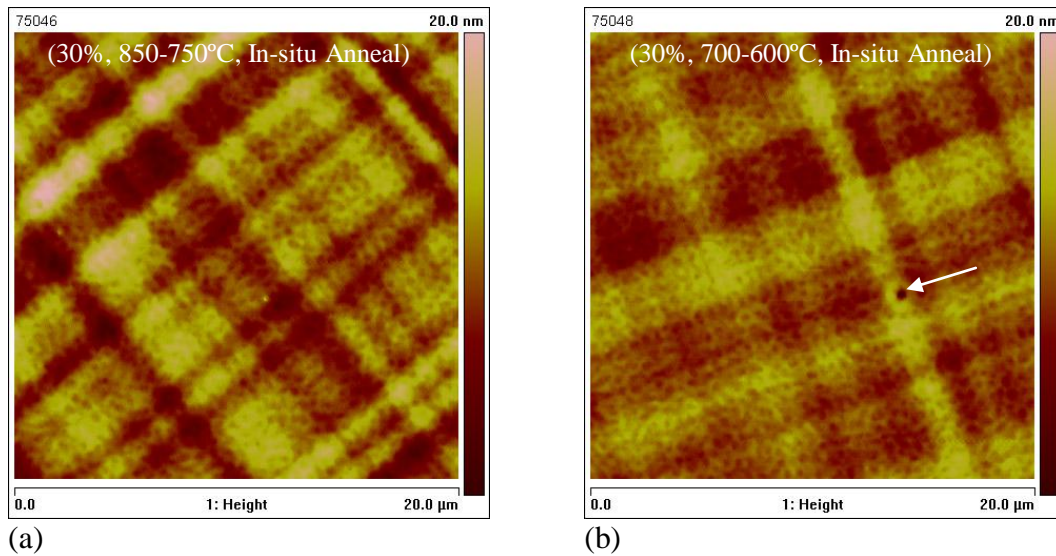 75046 20.0 nm
(30%, 850-750ºC, In-situ Anneal)
0.0 1: Height 20.0 µm
(a)
75048 20.0 nm
(30%, 700-600ºC, In-situ Anneal)
0.0 1: Height 20.0 µm
(b)